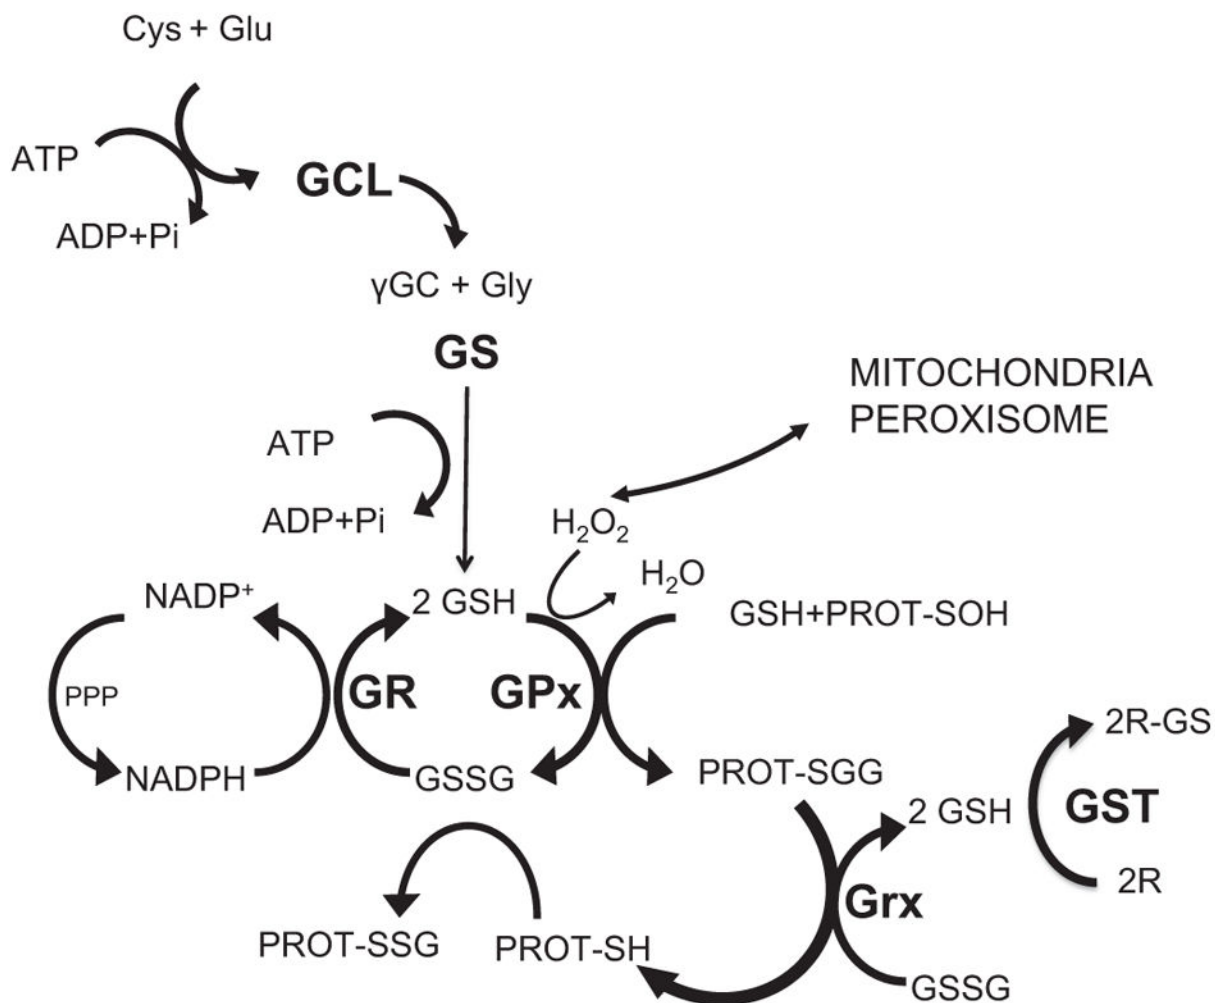 Cys + Glu
ATP
GCL
ADP+Pi
γGC + Gly
GS
MITOCHONDRIA
PEROXISOME
ATP
ADP+Pi
H₂O₂
H₂O
NADP⁺
2 GSH
GSH+PROT-SOH
PPP
GR
GPx
2R-GS
NADPH
GSSG
PROT-SGG
2 GSH
GST
2R
Grx
PROT-SSG
PROT-SH
GSSG